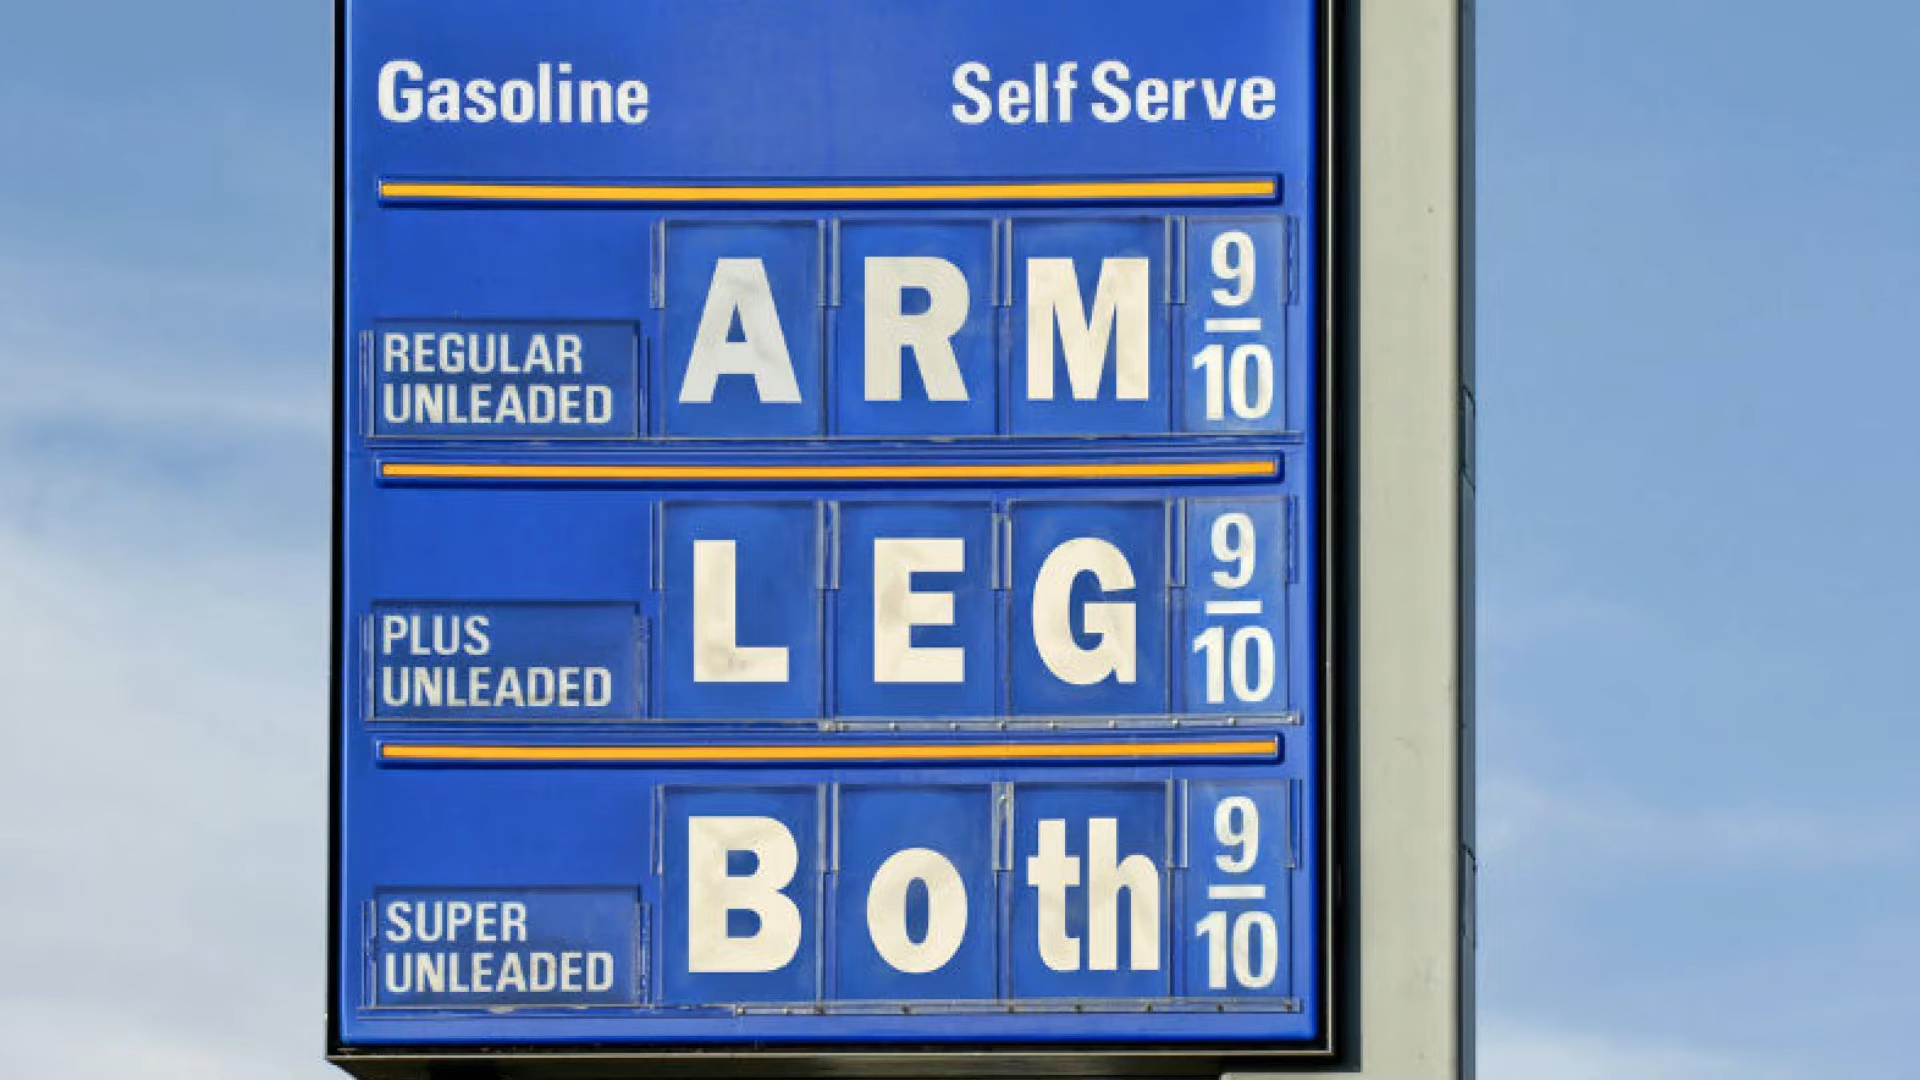 Gasoline Self Serve
REGULAR
UNLEADED
ARM 9/10
PLUS
UNLEADED
LEG 9/10
SUPER
UNLEADED
Both 9/10